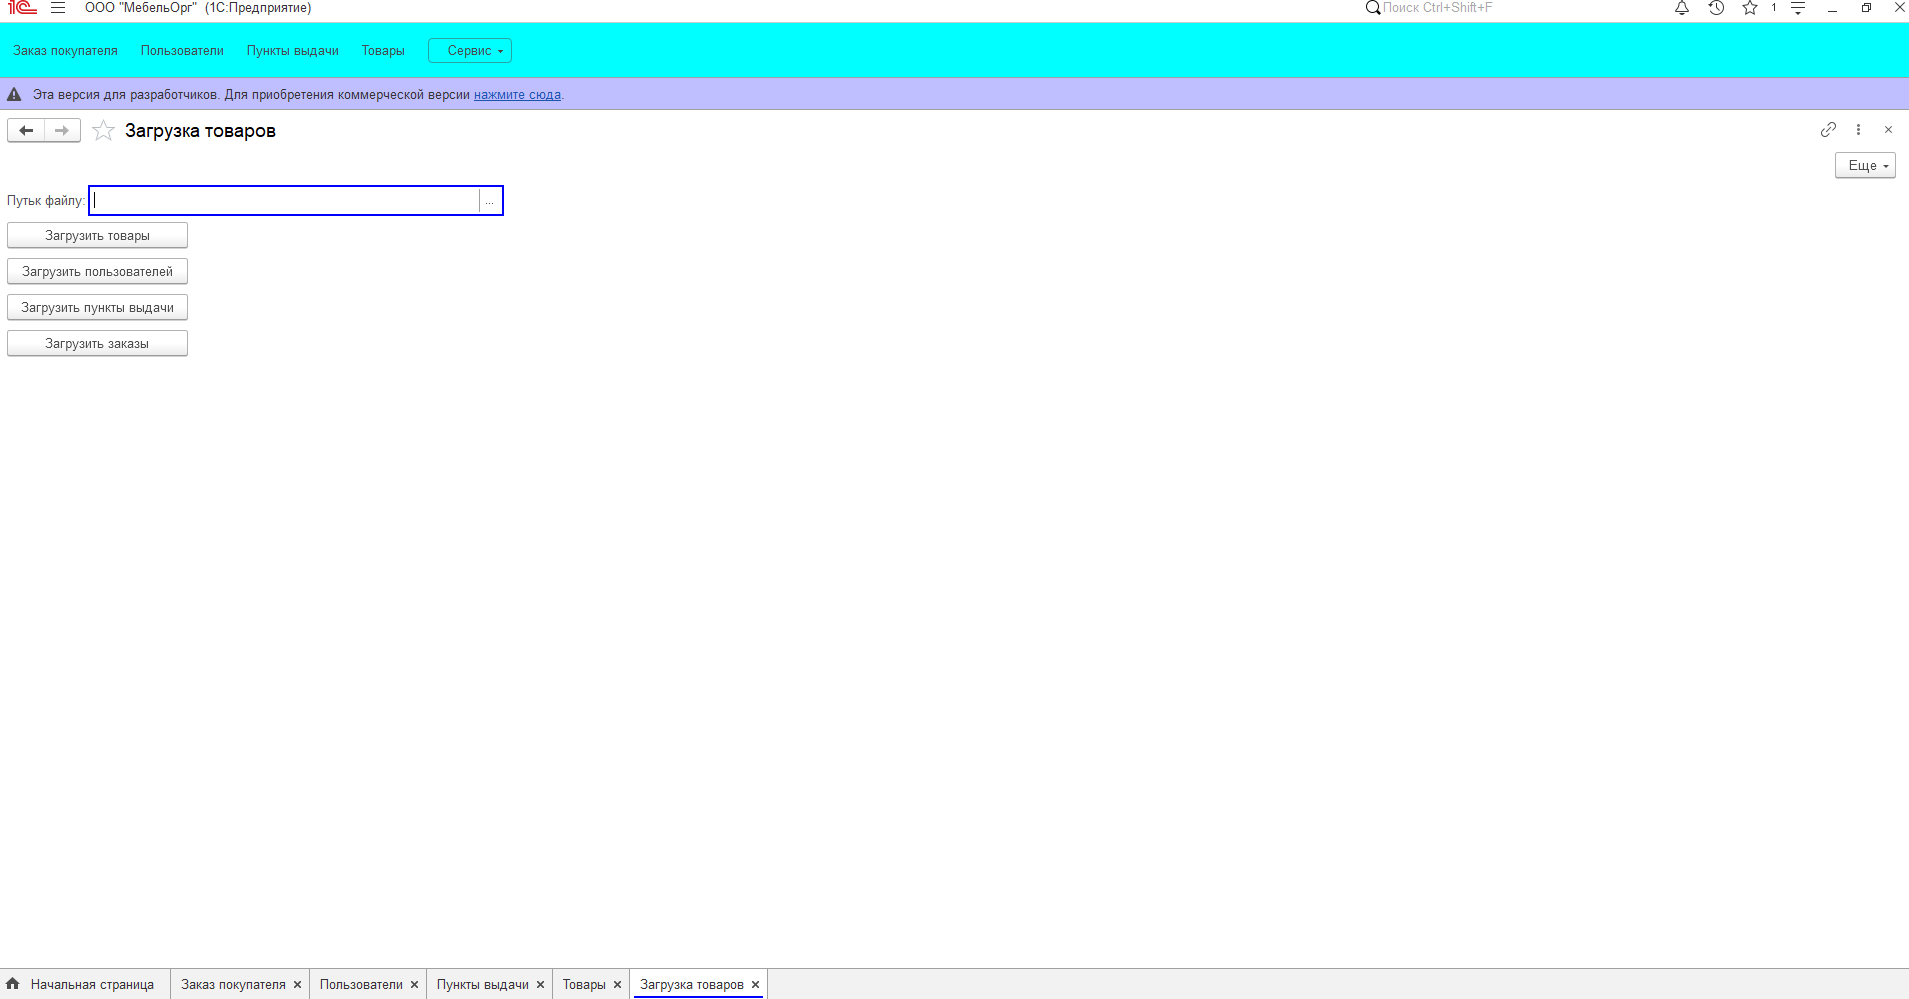 1С ООО "МебельОрг" (1С:Предприятие) Поиск Ctrl+Shift+F 1
Заказ покупателя Пользователи Пункты выдачи Товары Сервис
Эта версия для разработчиков. Для приобретения коммерческой версии нажмите сюда.
Загрузка товаров
Еще
Путьк файлу: ...
Загрузить товары
Загрузить пользователей
Загрузить пункты выдачи
Загрузить заказы
Начальная страница Заказ покупателя Пользователи Пункты выдачи Товары Загрузка товаров